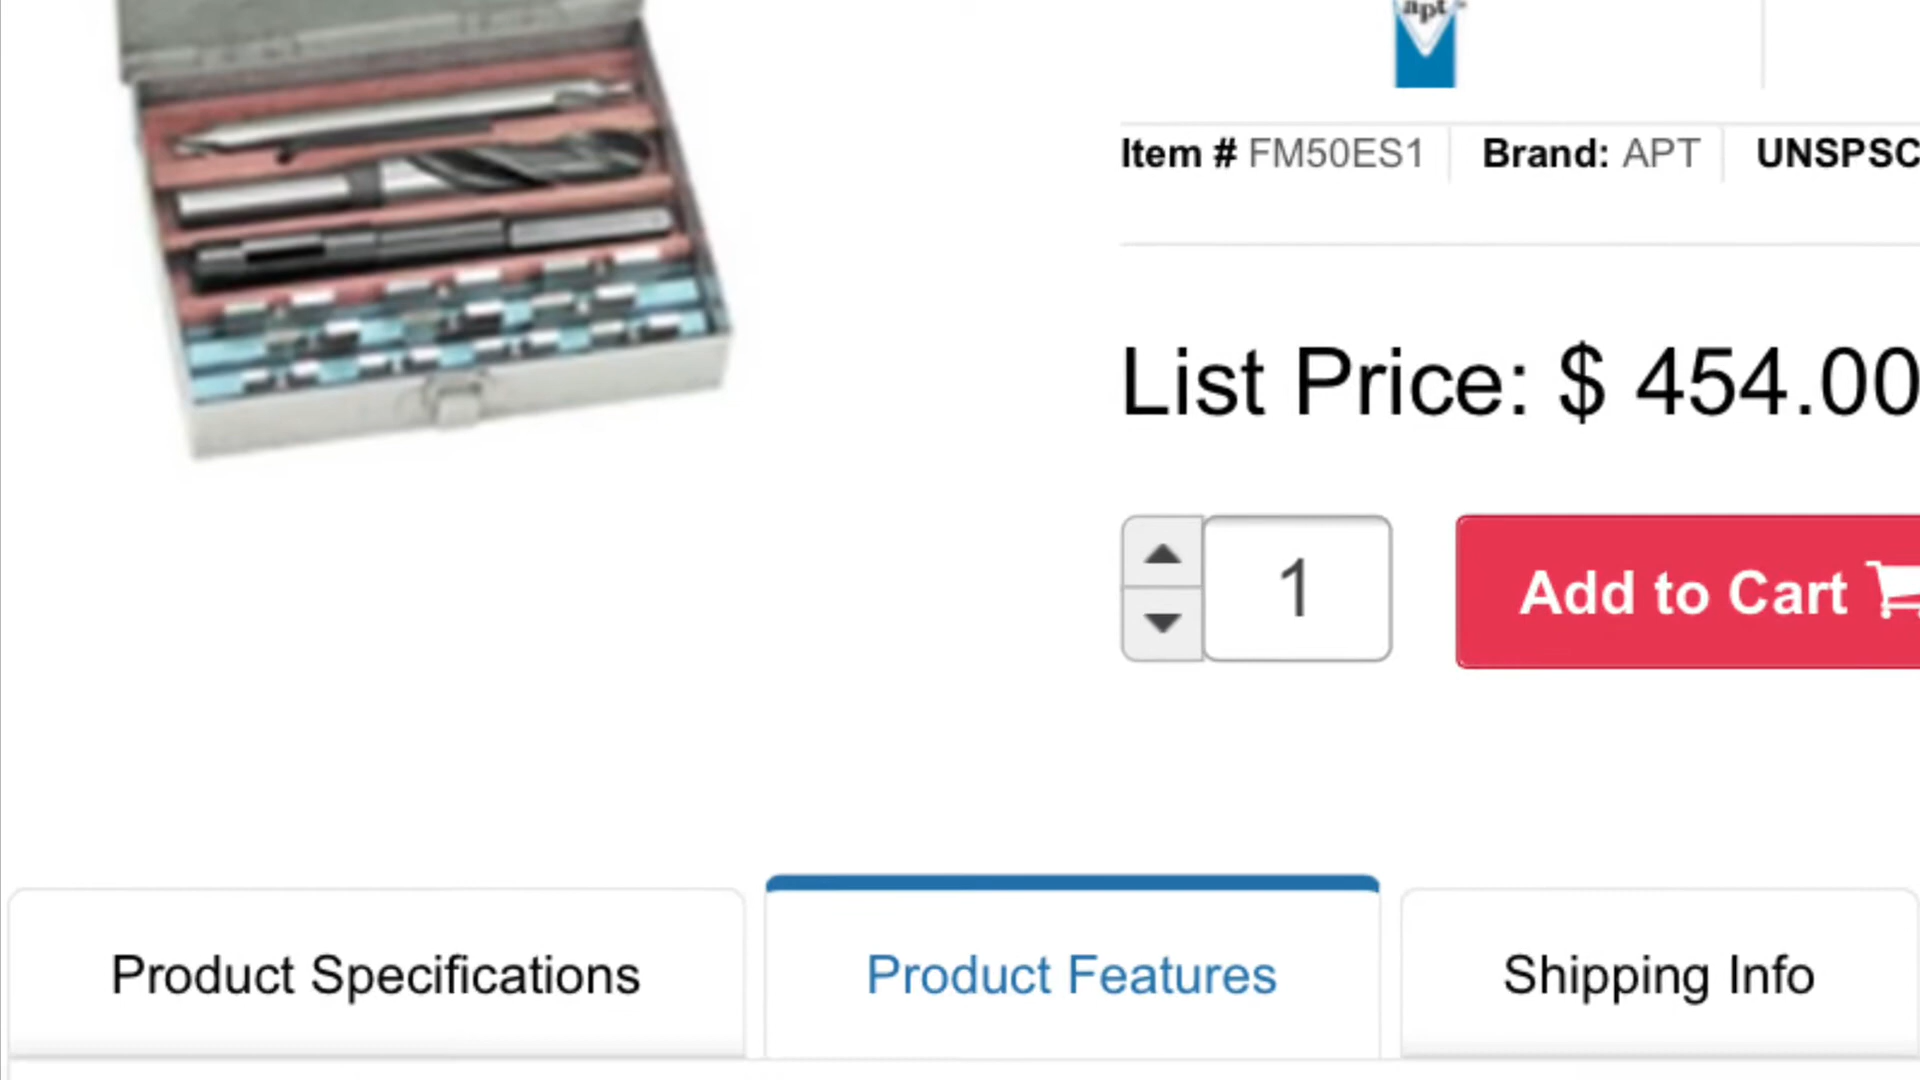 apt
Item # FM50ES1 Brand: APT UNSPSC
List Price: $ 454.00
1
Add to Cart
Product Specifications
Product Features
Shipping Info